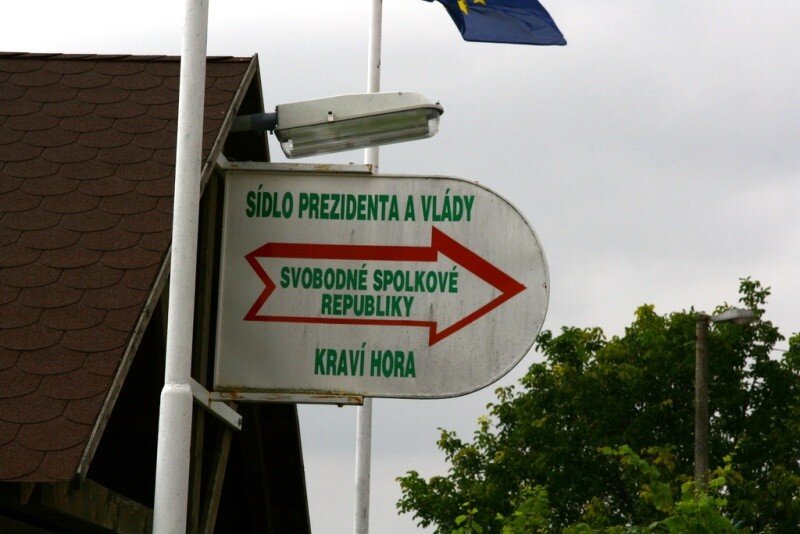 SÍDLO PREZIDENTA A VLÁDY
SVOBODNÉ SPOLKOVÉ
REPUBLIKY
KRAVÍ HORA